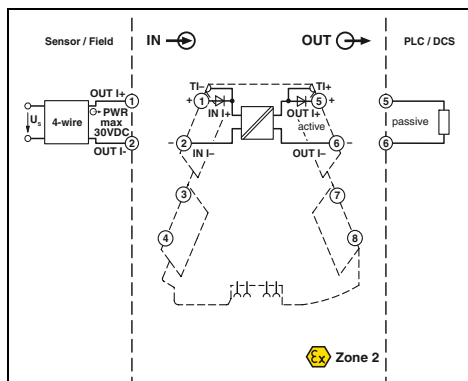 Sensor / Field
IN
OUT
PLC / DCS
OUT I+
1
PWR
max
30VDC
Us
4-wire
2
OUT I-
TI–
TI+
+
1
IN I+
5
+
OUT I+
active
–
2
IN I–
OUT I–
6
–
3
7
4
8
5
passive
6
Ex
Zone 2